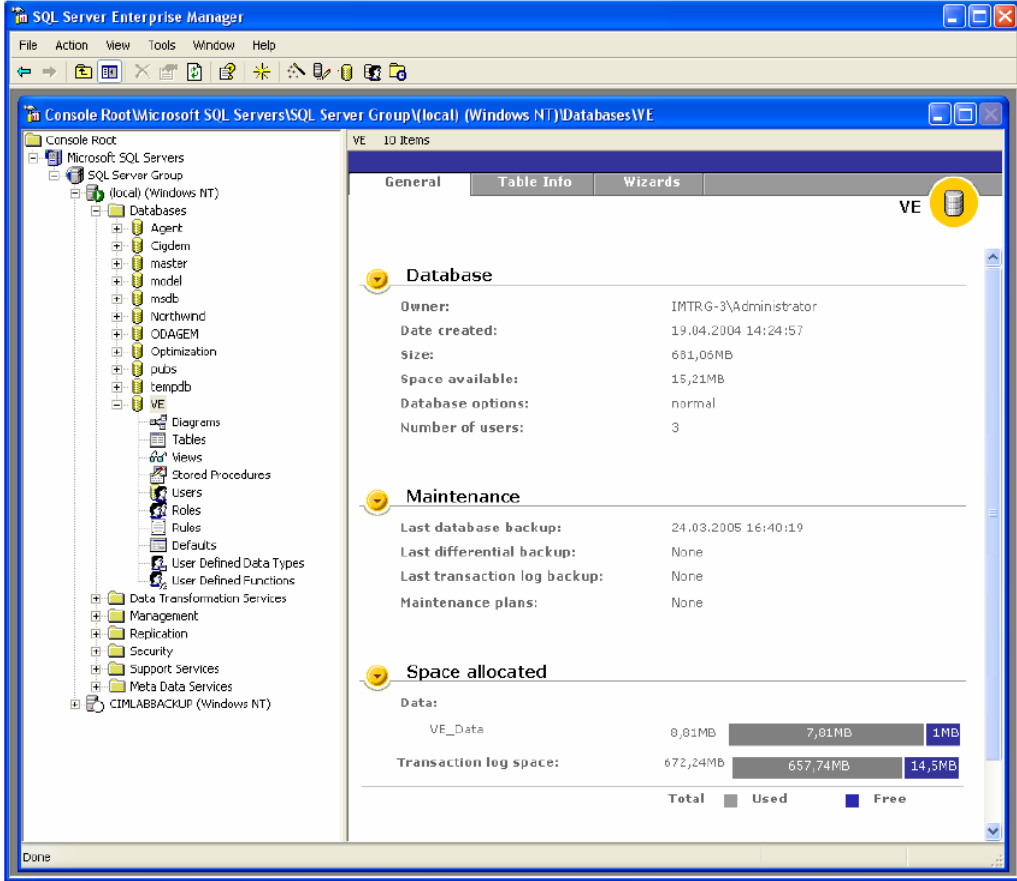 SQL Server Enterprise Manager
File Action View Tools Window Help
Console Root\Microsoft SQL Servers\SQL Server Group\(local) (Windows NT)\Databases\VE
Console Root
Microsoft SQL Servers
SQL Server Group
(local) (Windows NT)
Databases
Agent
Cigdem
master
model
msdb
Northwind
ODAGEM
Optimization
pubs
tempdb
VE
Diagrams
Tables
Views
Stored Procedures
Users
Roles
Rules
Defaults
User Defined Data Types
User Defined Functions
Data Transformation Services
Management
Replication
Security
Support Services
Meta Data Services
CIMLABBACKUP (Windows NT)
VE 10 Items
General Table Info Wizards
VE
Database
Owner: IMTRG-3\Administrator
Date created: 19.04.2004 14:24:57
Size: 681,06MB
Space available: 15,21MB
Database options: normal
Number of users: 3
Maintenance
Last database backup: 24.03.2005 16:40:19
Last differential backup: None
Last transaction log backup: None
Maintenance plans: None
Space allocated
Data:
VE_Data 8,81MB 7,81MB 1MB
Transaction log space: 672,24MB 657,74MB 14,5MB
Total Used Free
Done